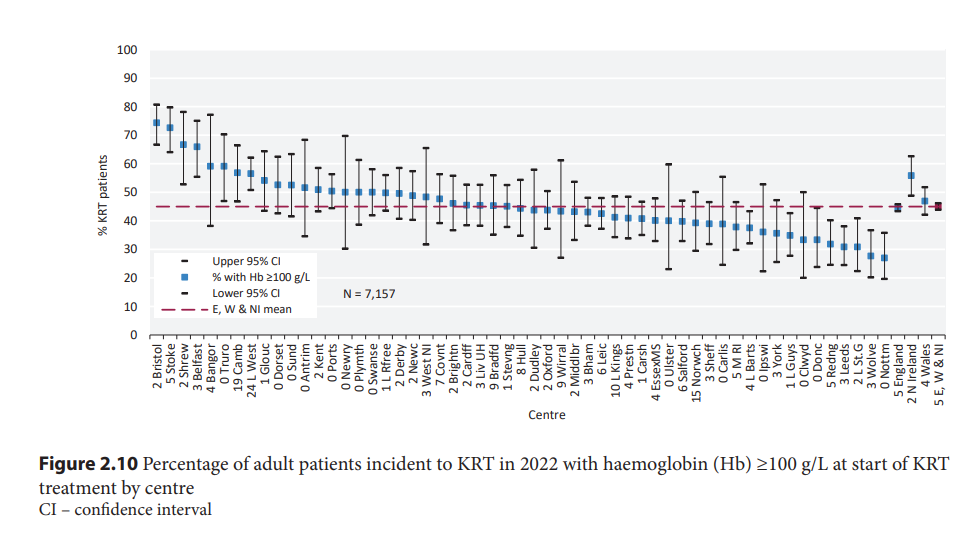 100
90
80
70
60
50
40
30
20
10
0
% KRT patients
Upper 95% CI
% with Hb ≥100 g/L
Lower 95% CI
E, W & NI mean
N = 7,157
2 Bristol
5 Stoke
2 Shrew
3 Belfast
4 Bangor
0 Truro
19 Camb
24 L West
1 Glouc
0 Dorset
0 Sund
0 Antrim
2 Kent
0 Ports
0 Newry
0 Plymth
0 Swanse
1 L Rfree
2 Derby
2 Newc
3 West NI
7 Covnt
2 Brightn
2 Cardff
3 Liv UH
9 Bradfd
1 Stevng
8 Hull
2 Dudley
2 Oxford
9 Wirral
2 Middlbr
3 Bham
6 Leic
10 L Kings
4 Prestn
1 Carsh
4 EssexMS
0 Ulster
6 Salford
15 Norwch
3 Sheff
0 Carlis
5 M RI
4 L Barts
0 Ipswi
3 York
1 L Guys
0 Clwyd
0 Donc
5 Redng
3 Leeds
2 L St.G
3 Wolve
0 Nottm
5 England
2 N Ireland
4 Wales
5 E, W & NI
Centre
Figure 2.10 Percentage of adult patients incident to KRT in 2022 with haemoglobin (Hb) ≥100 g/L at start of KRT
treatment by centre
CI – confidence interval